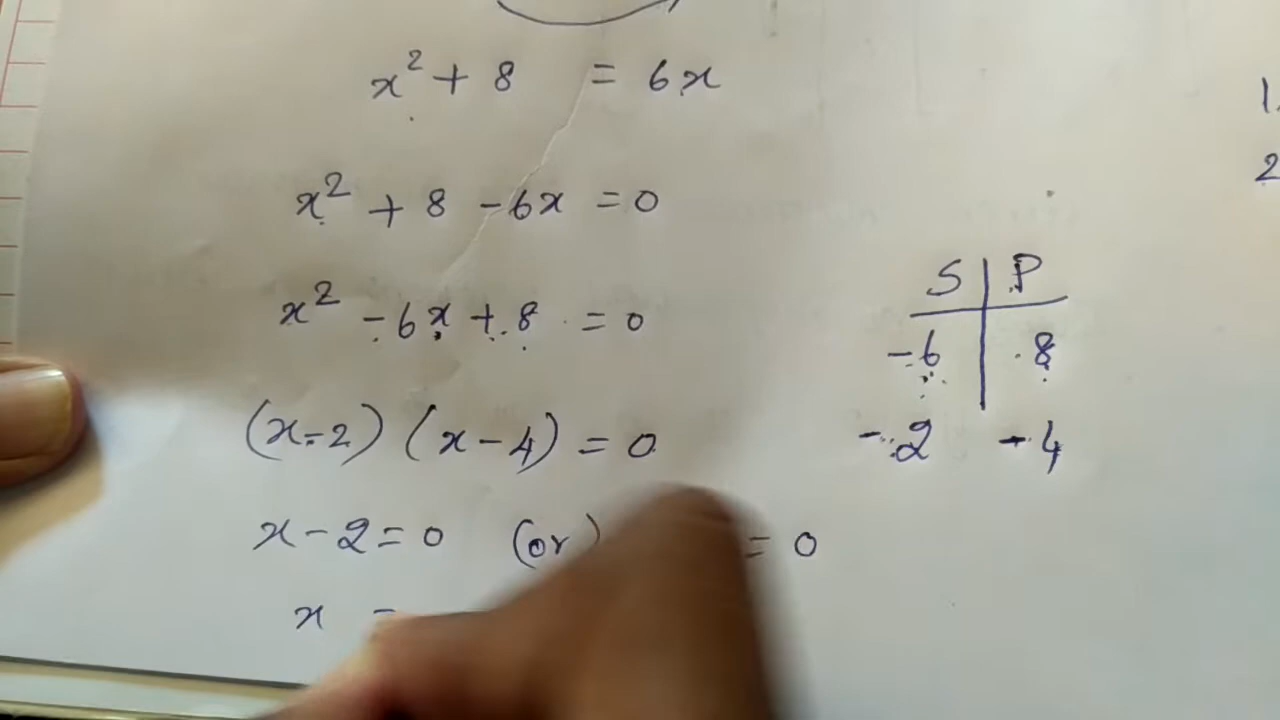 x² + 8 = 6x
x² + 8 - 6x = 0
x² - 6x + 8 = 0
(x-2) (x-4) = 0
x - 2 = 0 (or) = 0
x =
S P
-6 8
-2 -4
1
2